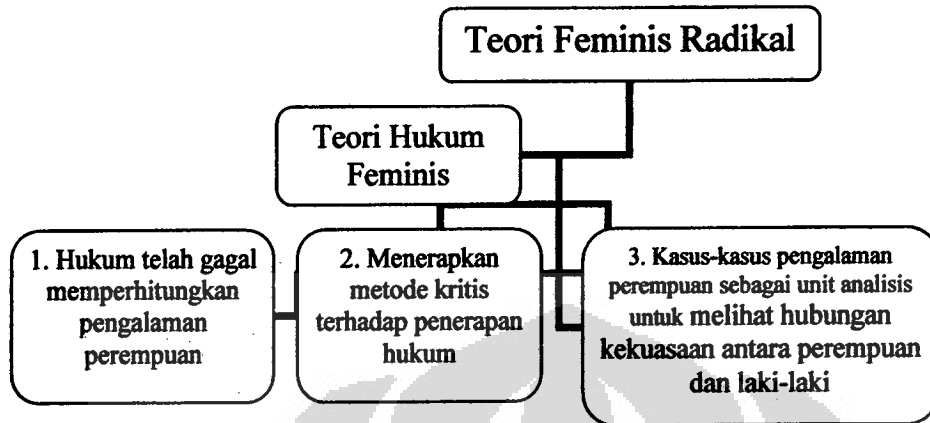 Teori Feminis Radikal
Teori Hukum
Feminis
1. Hukum telah gagal
memperhitungkan
pengalaman
perempuan
2. Menerapkan
metode kritis
terhadap penerapan
hukum
3. Kasus-kasus pengalaman
perempuan sebagai unit analisis
untuk melihat hubungan
kekuasaan antara perempuan
dan laki-laki